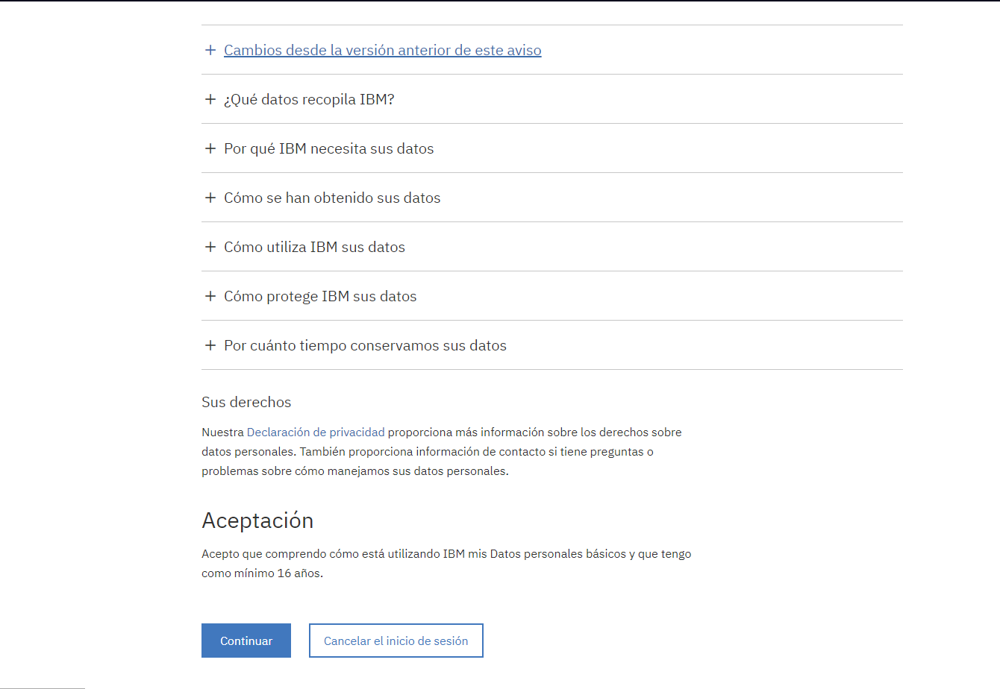 Cambios desde la versión anterior de este aviso
¿Qué datos recopila IBM?
Por qué IBM necesita sus datos
Cómo se han obtenido sus datos
Cómo utiliza IBM sus datos
Cómo protege IBM sus datos
Por cuánto tiempo conservamos sus datos
Sus derechos
Nuestra Declaración de privacidad proporciona más información sobre los derechos sobre
datos personales. También proporciona información de contacto si tiene preguntas o
problemas sobre cómo manejamos sus datos personales.
Aceptación
Acepto que comprendo cómo está utilizando IBM mis Datos personales básicos y que tengo
como mínimo 16 años.
Continuar
Cancelar el inicio de sesión